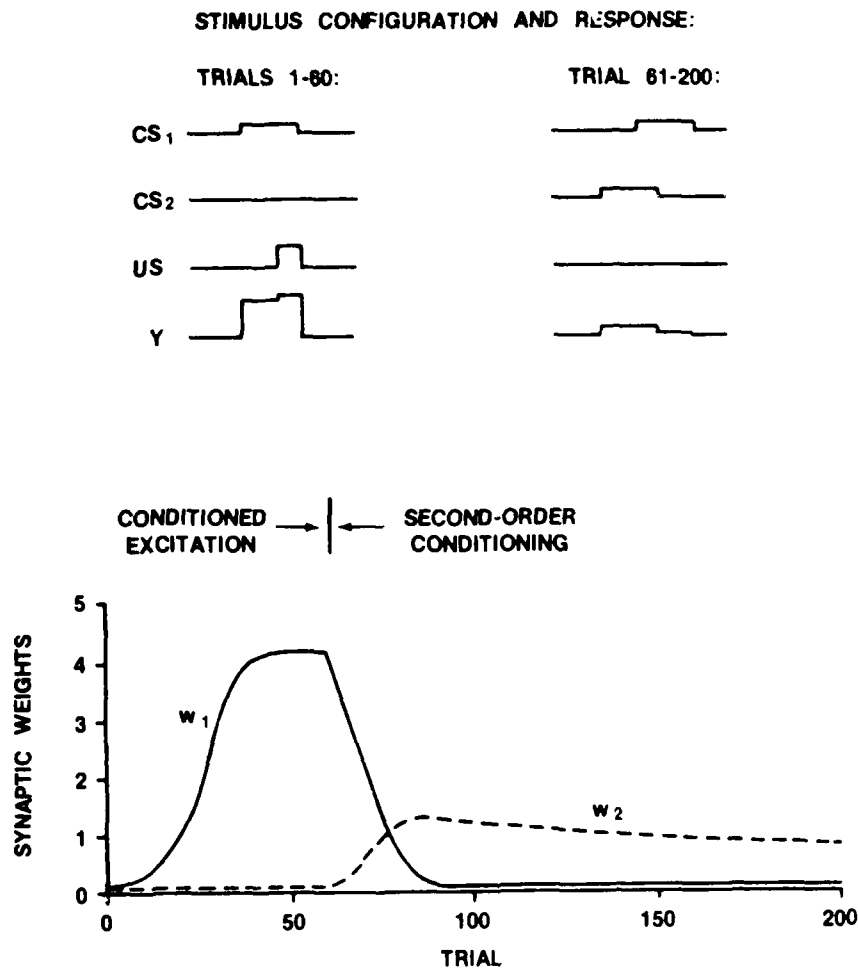 STIMULUS CONFIGURATION AND RESPONSE:
TRIALS 1-60:
TRIAL 61-200:
CS1
CS2
US
Y
CONDITIONED EXCITATION
SECOND-ORDER CONDITIONING
SYNAPTIC WEIGHTS
5
4
3
2
1
0
w1
w2
0
50
100
150
200
TRIAL